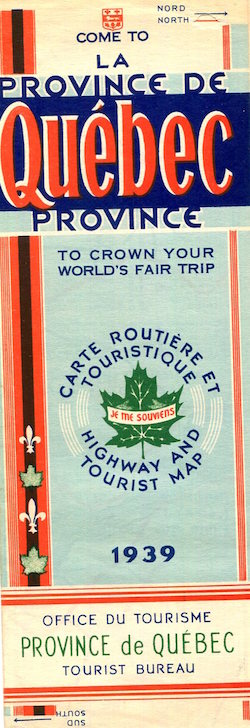 NORD
NORTH
COME TO
LA
PROVINCE DE
Québec
PROVINCE
TO CROWN YOUR
WORLD'S FAIR TRIP
CARTE ROUTIÈRE ET
TOURISTIQUE
JE ME SOUVIENS
HIGHWAY AND
TOURIST MAP
1939
OFFICE DU TOURISME
PROVINCE de QUÉBEC
TOURIST BUREAU
SUD
SOUTH